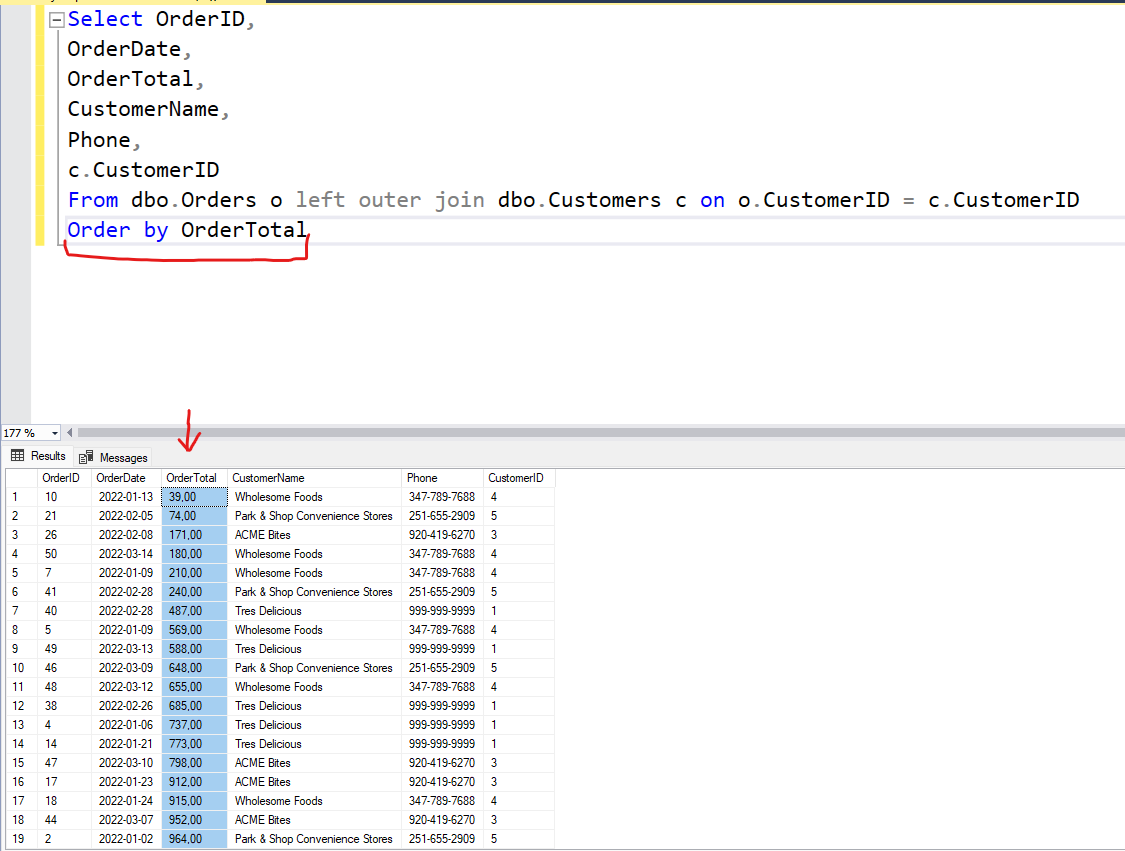 Select OrderID,
OrderDate,
OrderTotal,
CustomerName,
Phone,
c.CustomerID
From dbo.Orders o left outer join dbo.Customers c on o.CustomerID = c.CustomerID
Order by OrderTotal
177 %
Results Messages
OrderID OrderDate OrderTotal CustomerName Phone CustomerID
1 10 2022-01-13 39,00 Wholesome Foods 347-789-7688 4
2 21 2022-02-05 74,00 Park & Shop Convenience Stores 251-655-2909 5
3 26 2022-02-08 171,00 ACME Bites 920-419-6270 3
4 50 2022-03-14 180,00 Wholesome Foods 347-789-7688 4
5 7 2022-01-09 210,00 Wholesome Foods 347-789-7688 4
6 41 2022-02-28 240,00 Park & Shop Convenience Stores 251-655-2909 5
7 40 2022-02-28 487,00 Tres Delicious 999-999-9999 1
8 5 2022-01-09 569,00 Wholesome Foods 347-789-7688 4
9 49 2022-03-13 588,00 Tres Delicious 999-999-9999 1
10 46 2022-03-09 648,00 Park & Shop Convenience Stores 251-655-2909 5
11 48 2022-03-12 655,00 Wholesome Foods 347-789-7688 4
12 38 2022-02-26 685,00 Tres Delicious 999-999-9999 1
13 4 2022-01-06 737,00 Tres Delicious 999-999-9999 1
14 14 2022-01-21 773,00 Tres Delicious 999-999-9999 1
15 47 2022-03-10 798,00 ACME Bites 920-419-6270 3
16 17 2022-01-23 912,00 ACME Bites 920-419-6270 3
17 18 2022-01-24 915,00 Wholesome Foods 347-789-7688 4
18 44 2022-03-07 952,00 ACME Bites 920-419-6270 3
19 2 2022-01-02 964,00 Park & Shop Convenience Stores 251-655-2909 5